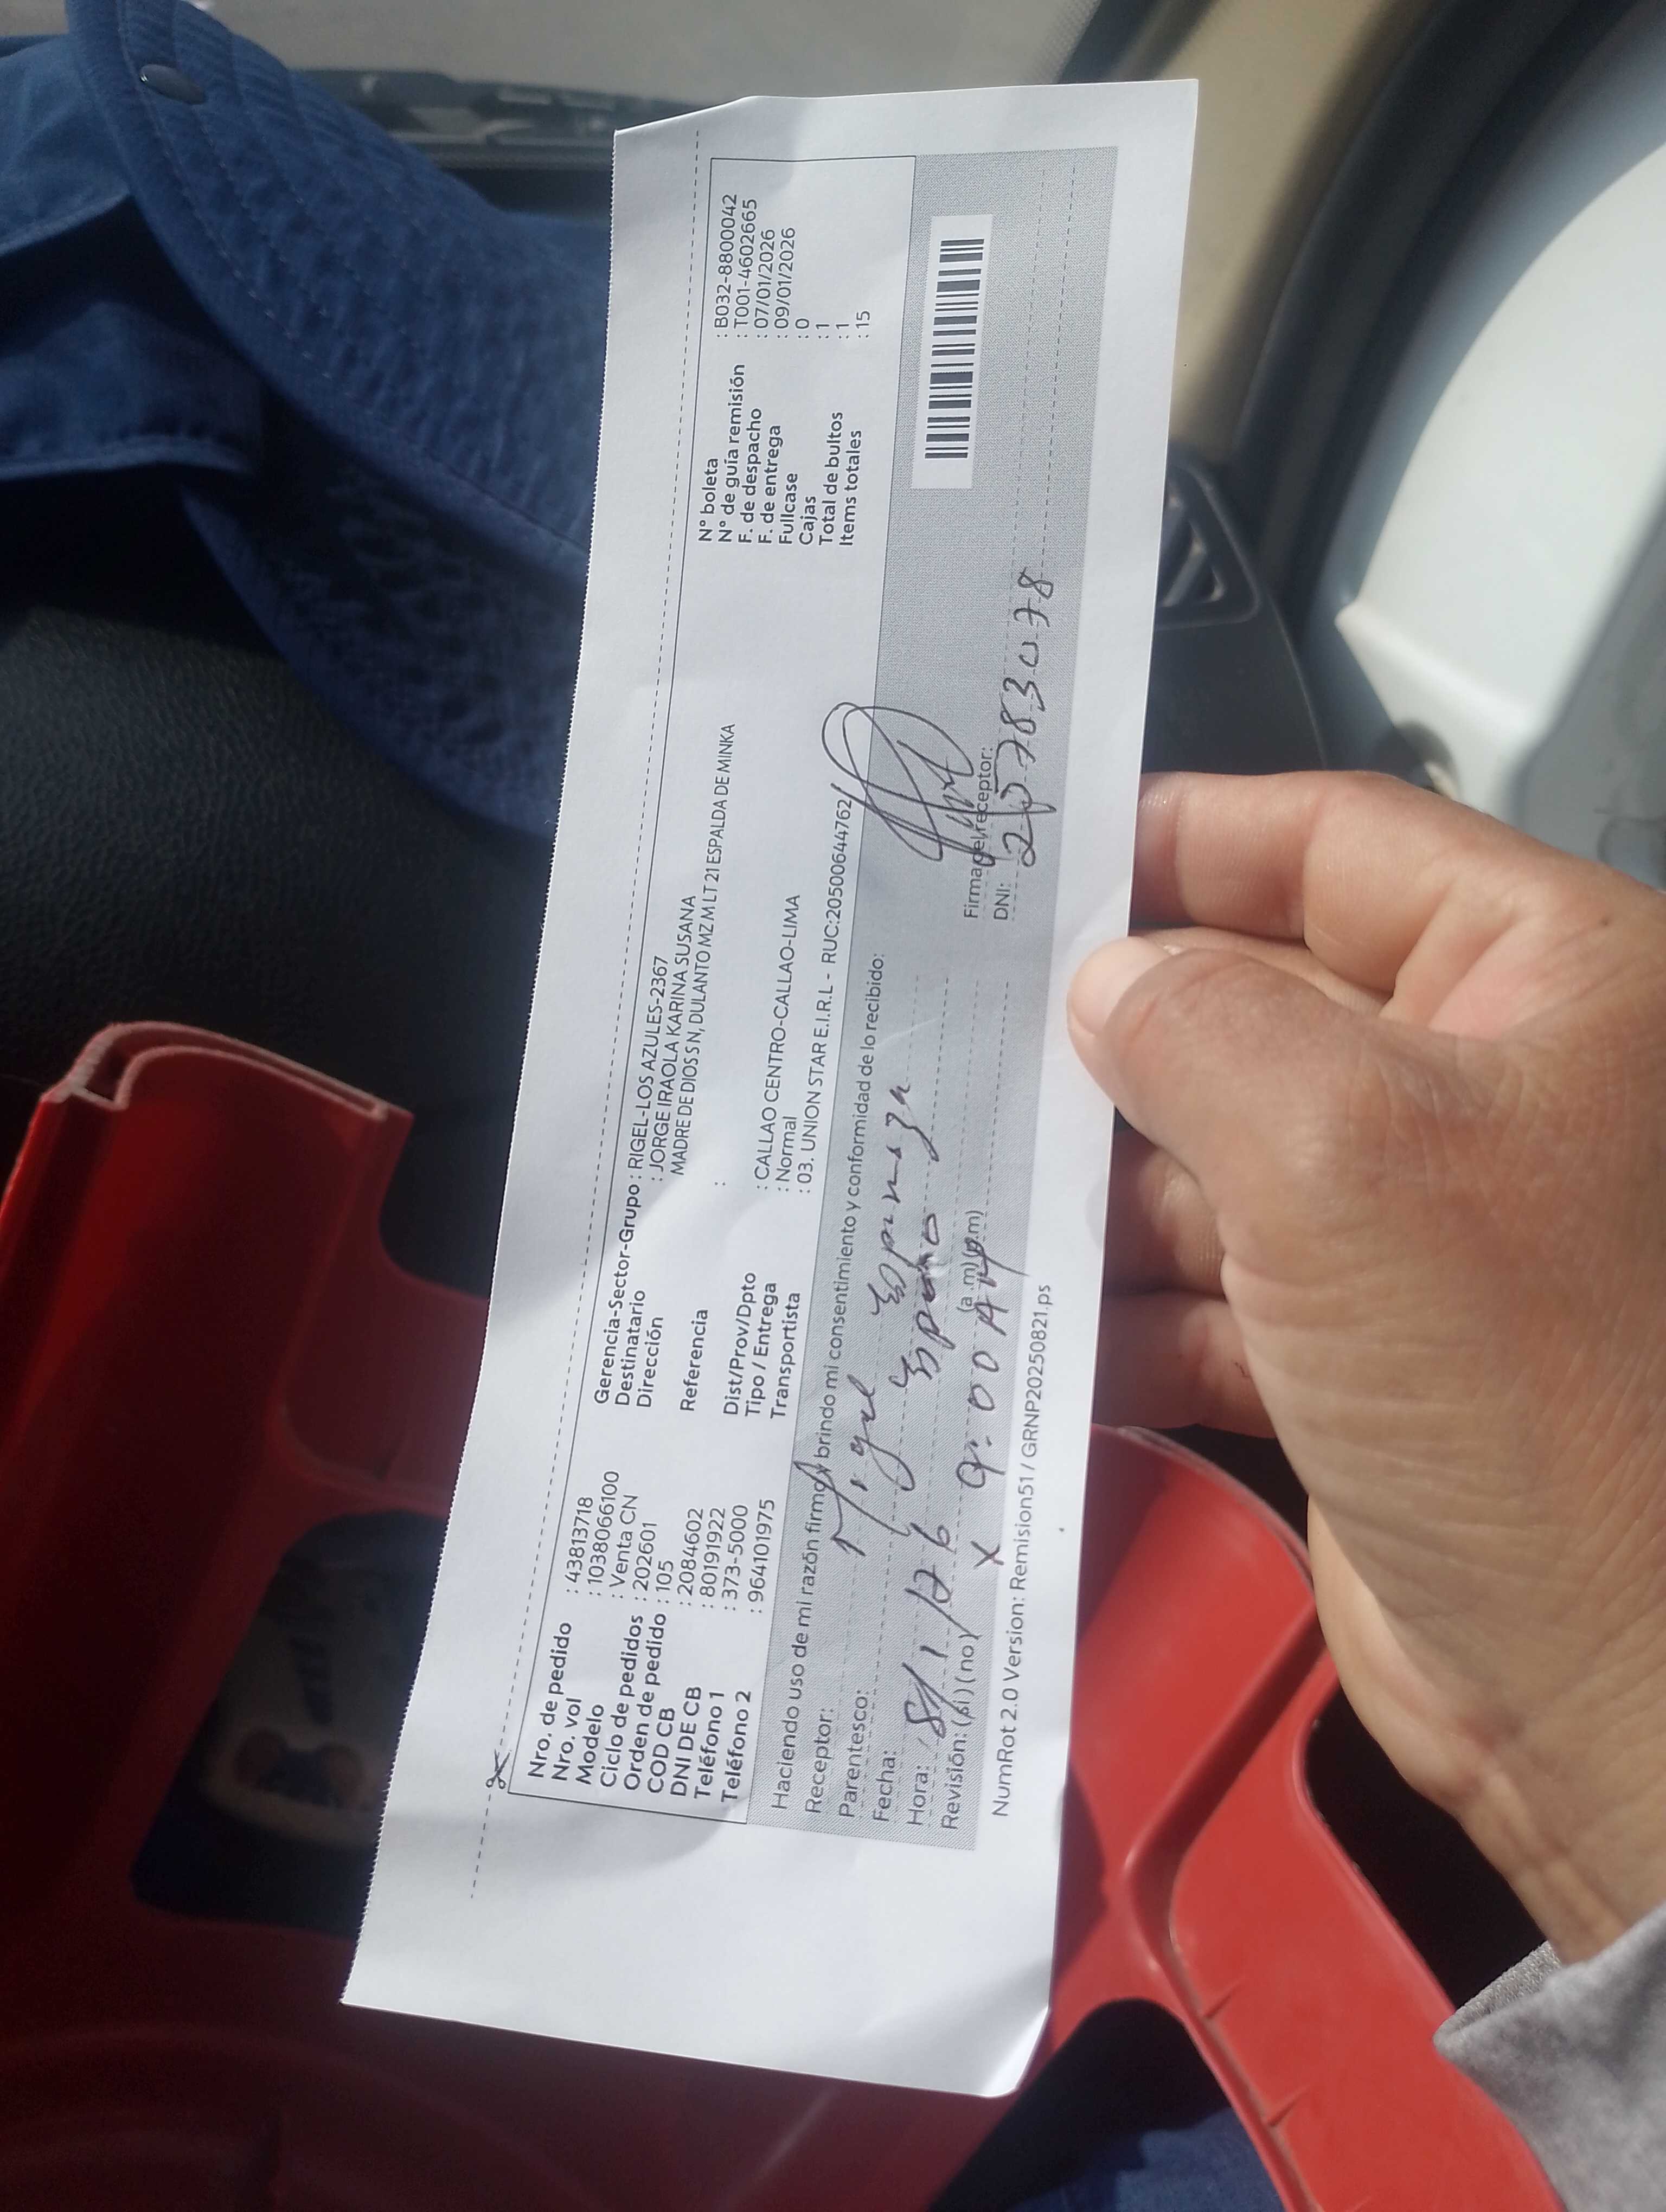 Nro. de pedido : 43813718
Nro. vol : 10380661​00
Modelo : Venta CN
Ciclo de pedidos : 202601
Orden de pedido : 105
COD CB : 2084602
DNI DE CB : 80191922
Teléfono 1 : 373-5000
Teléfono 2 : 964101975
Gerencia-Sector-Grupo : RIGEL-LOS AZULES-2367
Destinatario : JORGE IRAOLA KARINA SUSANA
Dirección MADRE DE DIOS S N, DULANTO MZ M LT 21 ESPALDA DE MINKA
Referencia :
Dist/Prov/Dpto : CALLAO CENTRO-CALLAO-LIMA
Tipo / Entrega : Normal
Transportista : 03. UNION STAR E.I.R.L - RUC:20500644762
N° boleta : B032-8800042
N° de guía remisión : T001-4602665
F. de despacho : 07/01/2026
F. de entrega : 09/01/2026
Fullcase : 0
Cajas : 1
Total de bultos : 1
Items totales : 15
Haciendo uso de mi razón firmo y brindo mi consentimiento y conformidad de lo recibido:
Receptor: Miguel Espinoza
Parentesco: Esposo
Fecha: 8/1/26
Hora: 9:00 AM (a.m) (p.m)
Revisión: (si) (no) X
Firma del receptor:
DNI: 25783078
NumRot 2.0 Version: Remision51 / GRNP20250821.ps